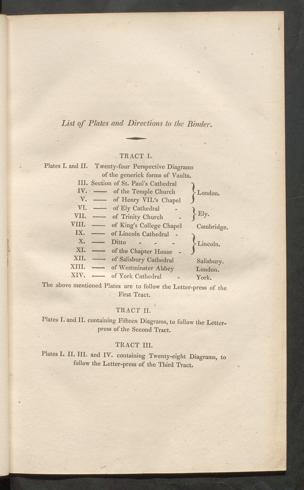 List of Plates and Directions to the Binder.
TRACT I.
Plates I. and II. Twenty-four Perspective Diagrams
of the generick forms of Vaults.
III. Section of St. Paul's Cathedral
IV. —— of the Temple Church } London.
V. —— of Henry VII.'s Chapel
VI. —— of Ely Cathedral - } Ely.
VII. —— of Trinity Church -
VIII. —— of King's College Chapel Cambridge.
IX. —— of Lincoln Cathedral -
X. —— Ditto - - - } Lincoln.
XI. —— of the Chapter House -
XII. —— of Salisbury Cathedral Salisbury.
XIII. —— of Westminster Abbey London.
XIV. —— of York Cathedral - York.
The above mentioned Plates are to follow the Letter-press of the
First Tract.
TRACT II.
Plates I. and II. containing Fifteen Diagrams, to follow the Letter-
press of the Second Tract.
TRACT III.
Plates I. II. III. and IV. containing Twenty-eight Diagrams, to
follow the Letter-press of the Third Tract.